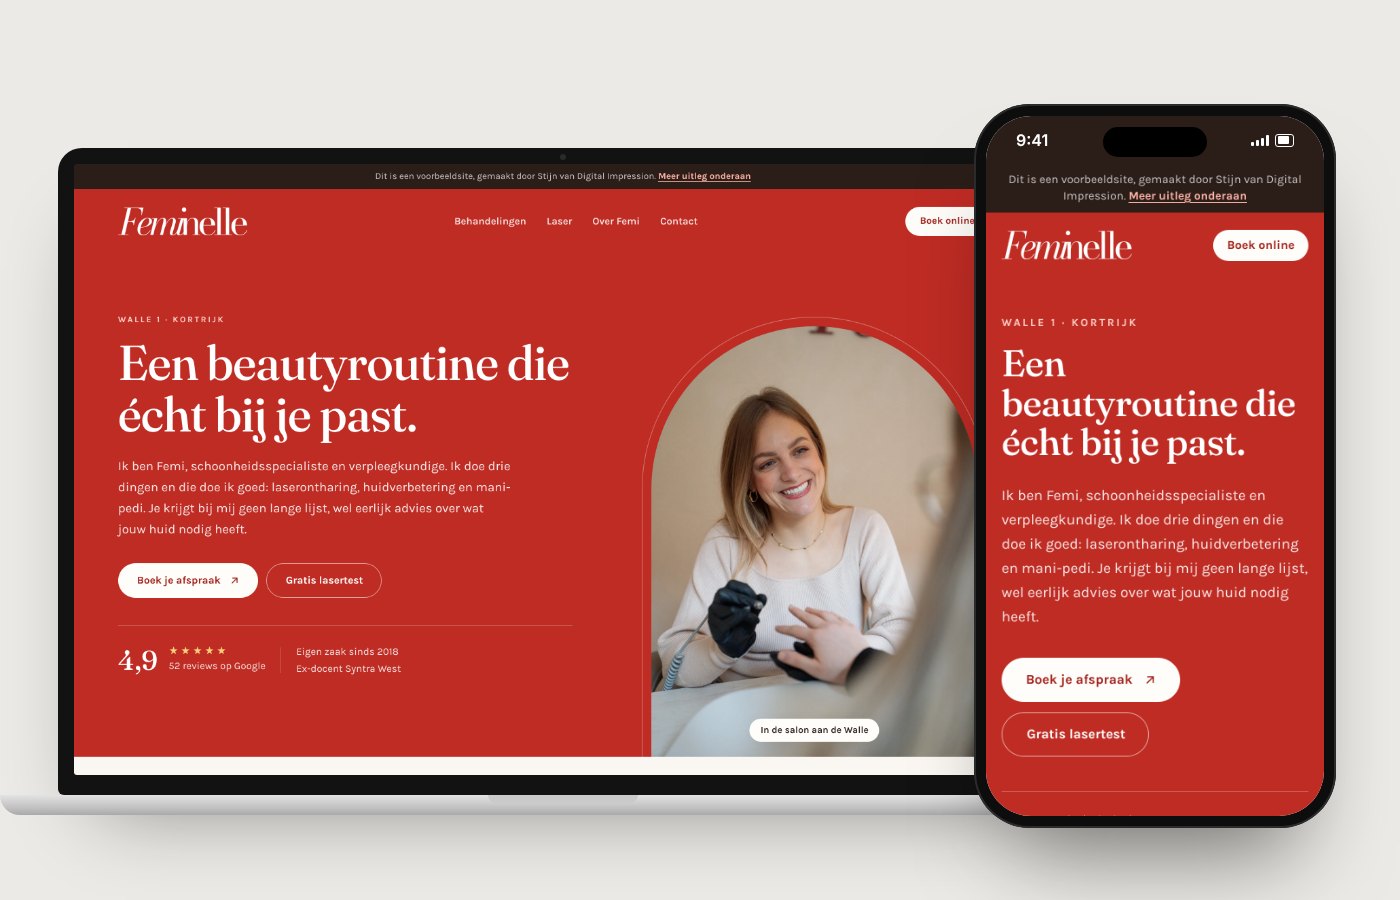 Dit is een voorbeeldsite, gemaakt door Stijn van Digital Impression. Meer uitleg onderaan
Feminelle
Behandelingen
Laser
Over Femi
Contact
Boek online
WALLE 1 · KORTRIJK
Een beautyroutine die
écht bij je past.
Ik ben Femi, schoonheidsspecialiste en verpleegkundige. Ik doe drie
dingen en die doe ik goed: laserontharing, huidverbetering en mani-
pedi. Je krijgt bij mij geen lange lijst, wel eerlijk advies over wat
jouw huid nodig heeft.
Boek je afspraak
Gratis lasertest
4,9
52 reviews op Google
Eigen zaak sinds 2018
Ex-docent Syntra West
In de salon aan de Walle
9:41
Dit is een voorbeeldsite, gemaakt door Stijn van Digital
Impression. Meer uitleg onderaan
Feminelle
Boek online
WALLE 1 · KORTRIJK
Een
beautyroutine die
écht bij je past.
Ik ben Femi, schoonheidsspecialiste en
verpleegkundige. Ik doe drie dingen en die
doe ik goed: laserontharing, huidverbetering
en mani-pedi. Je krijgt bij mij geen lange lijst,
wel eerlijk advies over wat jouw huid nodig
heeft.
Boek je afspraak
Gratis lasertest